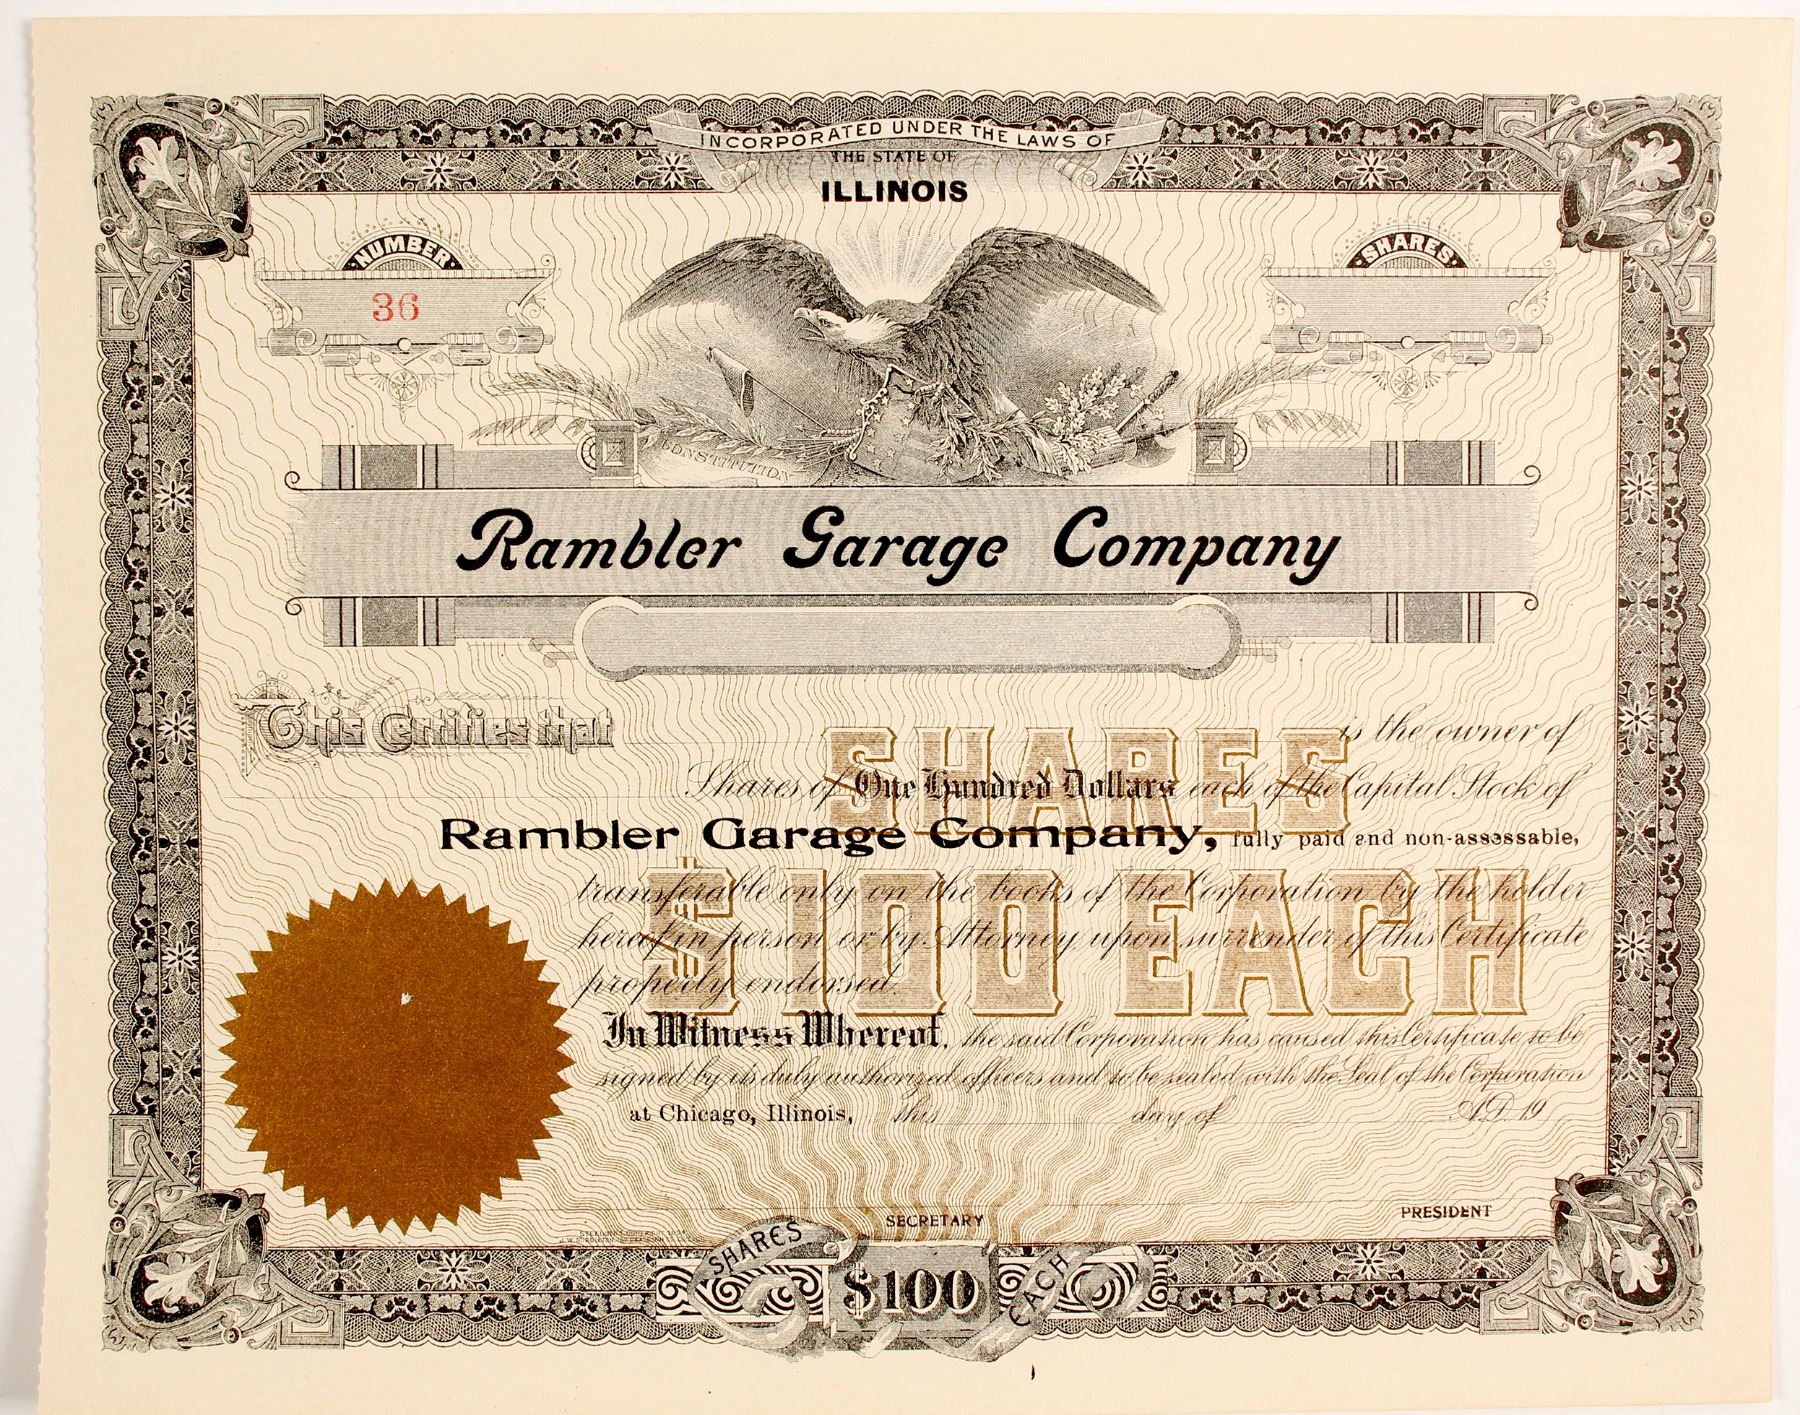 INCORPORATED UNDER THE LAWS OF
THE STATE OF
ILLINOIS
NUMBER
SHARES
36
CONSTITUTION
Rambler Garage Company
This Certifies that
is the owner of
SHARES
Shares of One Hundred Dollars each of the Capital Stock of
Rambler Garage Company, fully paid and non-assessable,
$100 EACH
transferable only on the books of the Corporation by the holder
hereof in person or by Attorney upon surrender of this Certificate
properly endorsed.
In Witness Whereof, the said Corporation has caused this Certificate to be
signed by its duly authorized officers and to be sealed with the Seal of the Corporation
at Chicago, Illinois, this day of A.D. 19
PRESIDENT
SECRETARY
SHARES $100 EACH